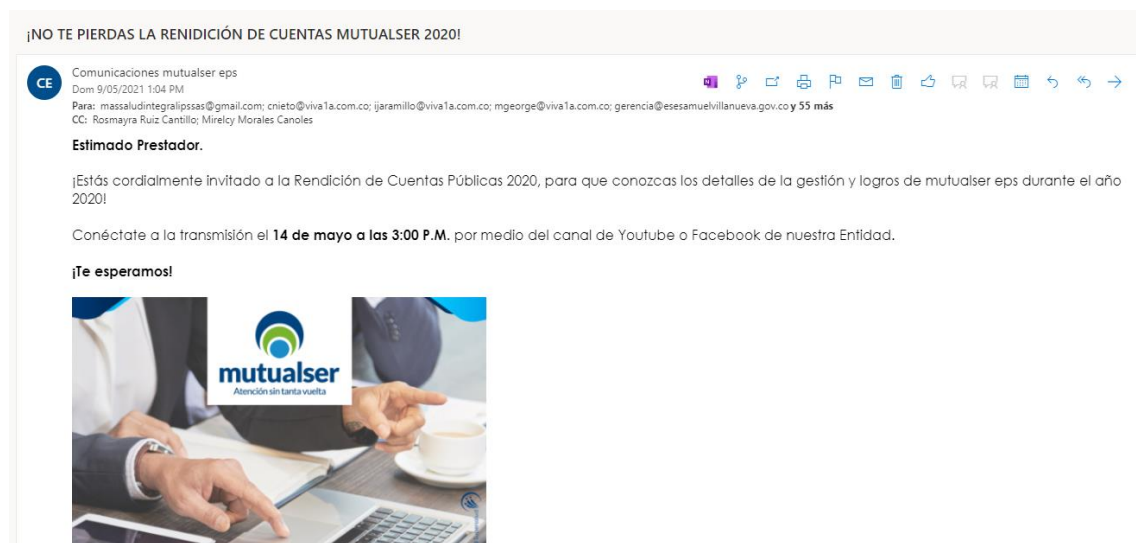 ¡NO TE PIERDAS LA RENIDICIÓN DE CUENTAS MUTUALSER 2020!
CE
Comunicaciones mutualser eps
Dom 9/05/2021 1:04 PM
Para: massaludintegralipssas@gmail.com; cnieto@viva1a.com.co; ijaramillo@viva1a.com.co; mgeorge@viva1a.com.co; gerencia@esesamuelvillanueva.gov.co y 55 más
CC: Rosmayra Ruiz Cantillo; Mirelcy Morales Canoles
Estimado Prestador.
¡Estás cordialmente invitado a la Rendición de Cuentas Públicas 2020, para que conozcas los detalles de la gestión y logros de mutualser eps durante el año
2020!
Conéctate a la transmisión el 14 de mayo a las 3:00 P.M. por medio del canal de Youtube o Facebook de nuestra Entidad.
¡Te esperamos!
mutualser
Atención sin tanta vuelta